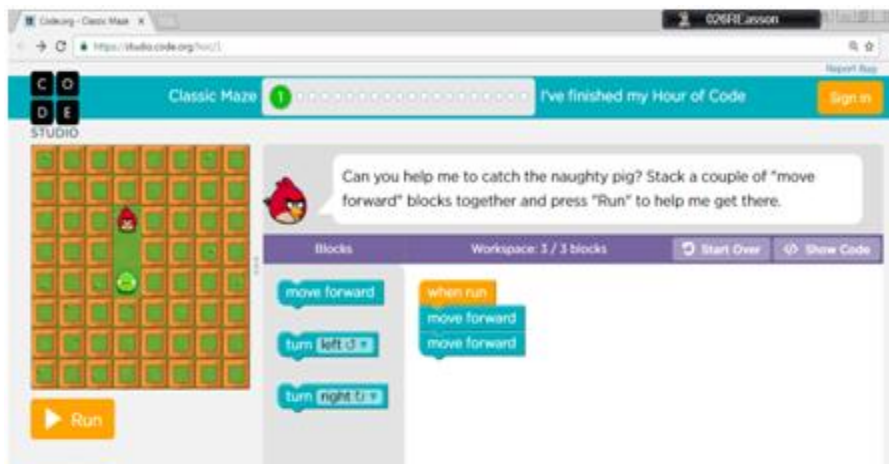 Code.org - Classic Maze
026RLasson
https://studio.code.org/hoc/1
Report Bug
C O
D E
STUDIO
Classic Maze
1
I've finished my Hour of Code
Sign in
Can you help me to catch the naughty pig? Stack a couple of "move
forward" blocks together and press "Run" to help me get there.
Blocks
Workspace: 3 / 3 blocks
Start Over
Show Code
move forward
when run
move forward
turn left
move forward
turn right
Run